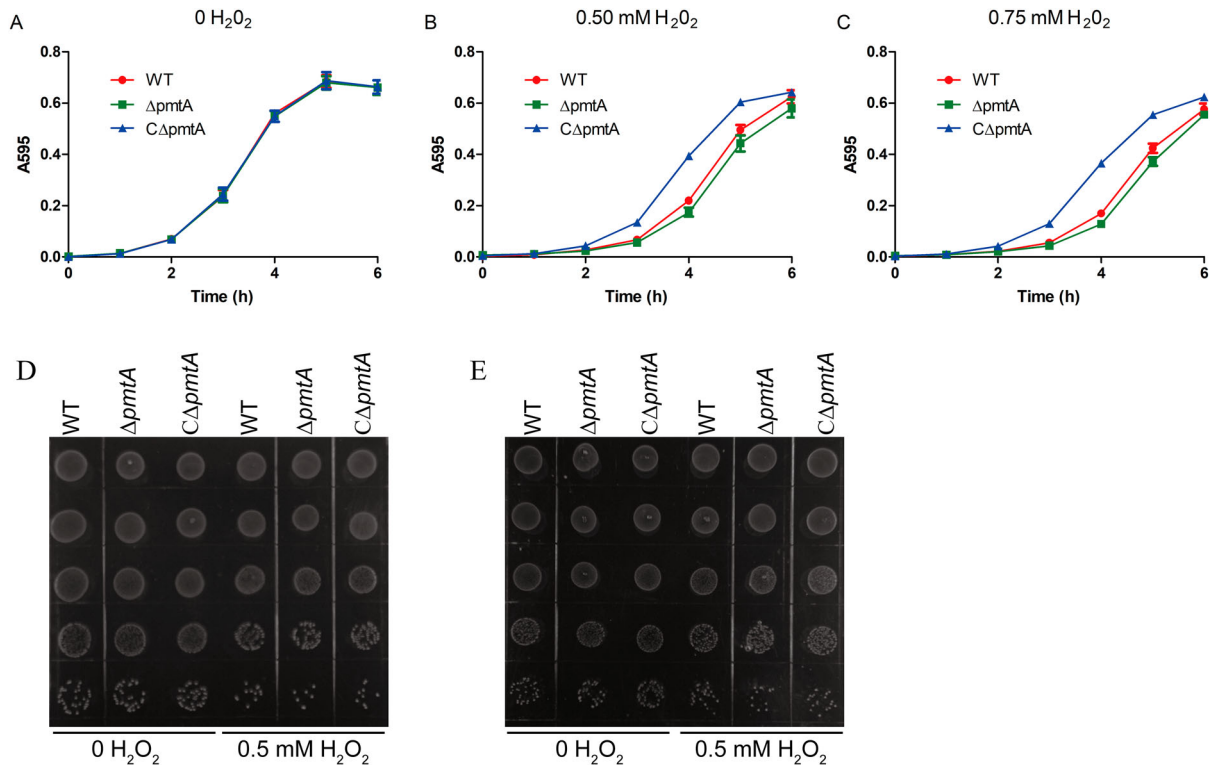 A
0 H₂O₂
0.8
0.6
0.4
0.2
0.0
A595
WT
ΔpmtA
CΔpmtA
0 2 4 6
Time (h)
B
0.50 mM H₂O₂
0.8
0.6
0.4
0.2
0.0
A595
WT
ΔpmtA
CΔpmtA
0 2 4 6
Time (h)
C
0.75 mM H₂O₂
0.8
0.6
0.4
0.2
0.0
A595
WT
ΔpmtA
CΔpmtA
0 2 4 6
Time (h)
D
WT
ΔpmtA
CΔpmtA
WT
ΔpmtA
CΔpmtA
0 H₂O₂
0.5 mM H₂O₂
E
WT
ΔpmtA
CΔpmtA
WT
ΔpmtA
CΔpmtA
0 H₂O₂
0.5 mM H₂O₂